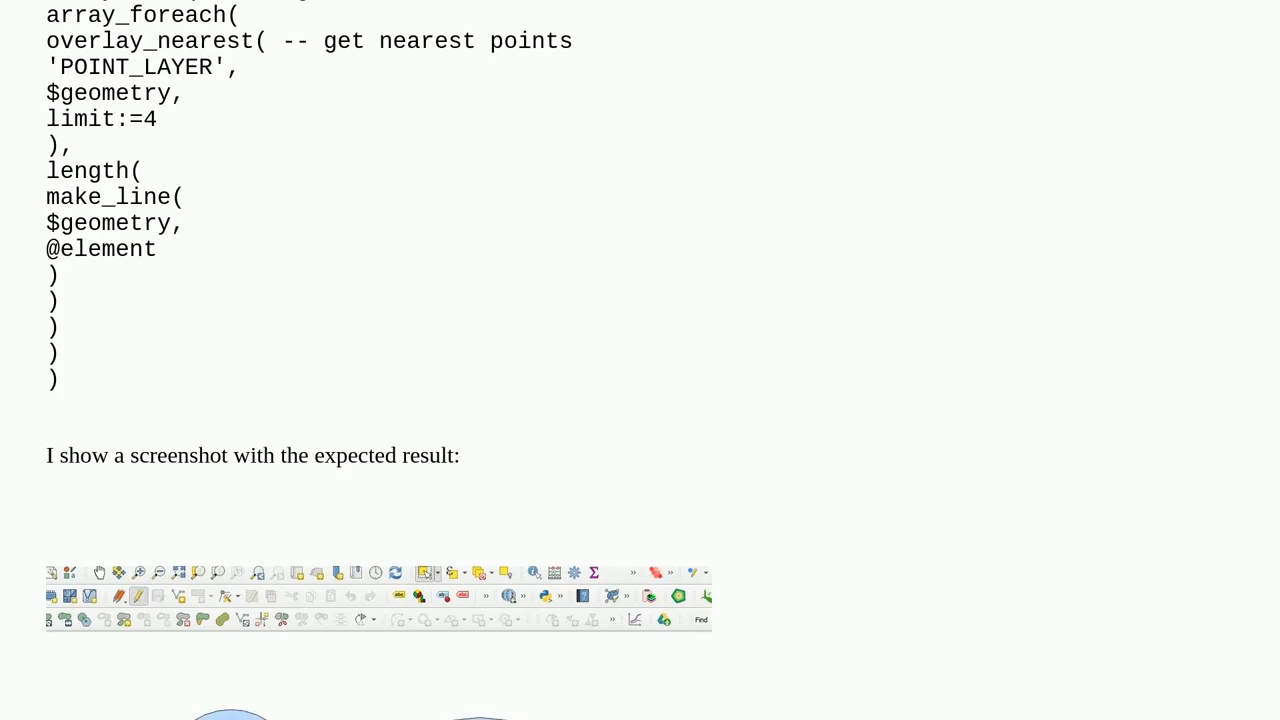 array_foreach(
overlay_nearest( -- get nearest points
'POINT_LAYER',
$geometry,
limit:=4
),
length(
make_line(
$geometry,
@element
)
)
)
)
)
I show a screenshot with the expected result:
Find